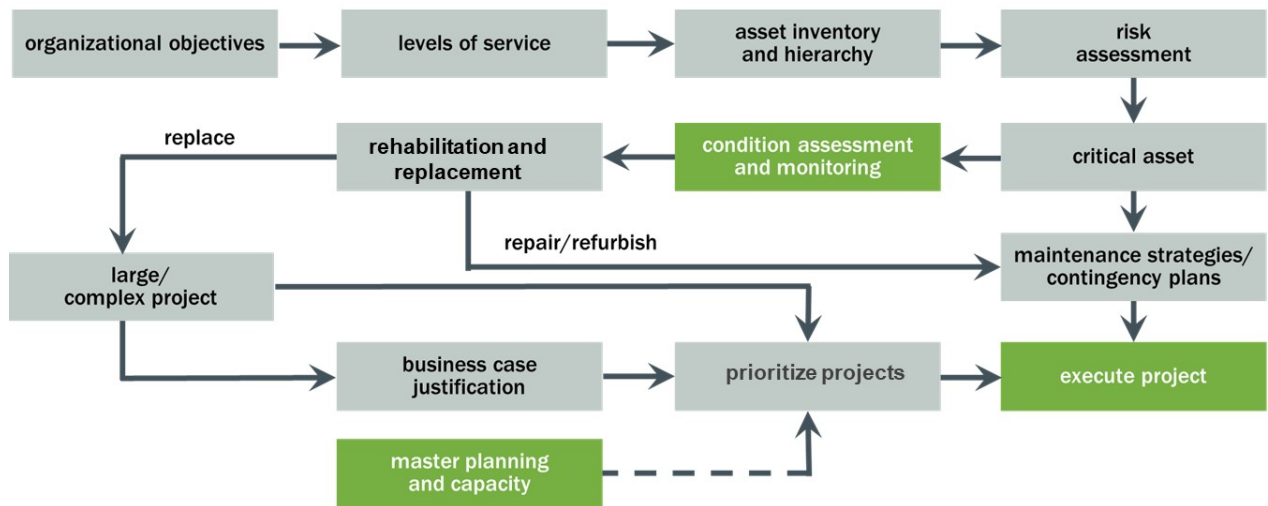 organizational objectives
levels of service
asset inventory
and hierarchy
risk
assessment
replace
rehabilitation and
replacement
condition assessment
and monitoring
critical asset
repair/refurbish
maintenance strategies/
contingency plans
large/
complex project
business case
justification
prioritize projects
execute project
master planning
and capacity